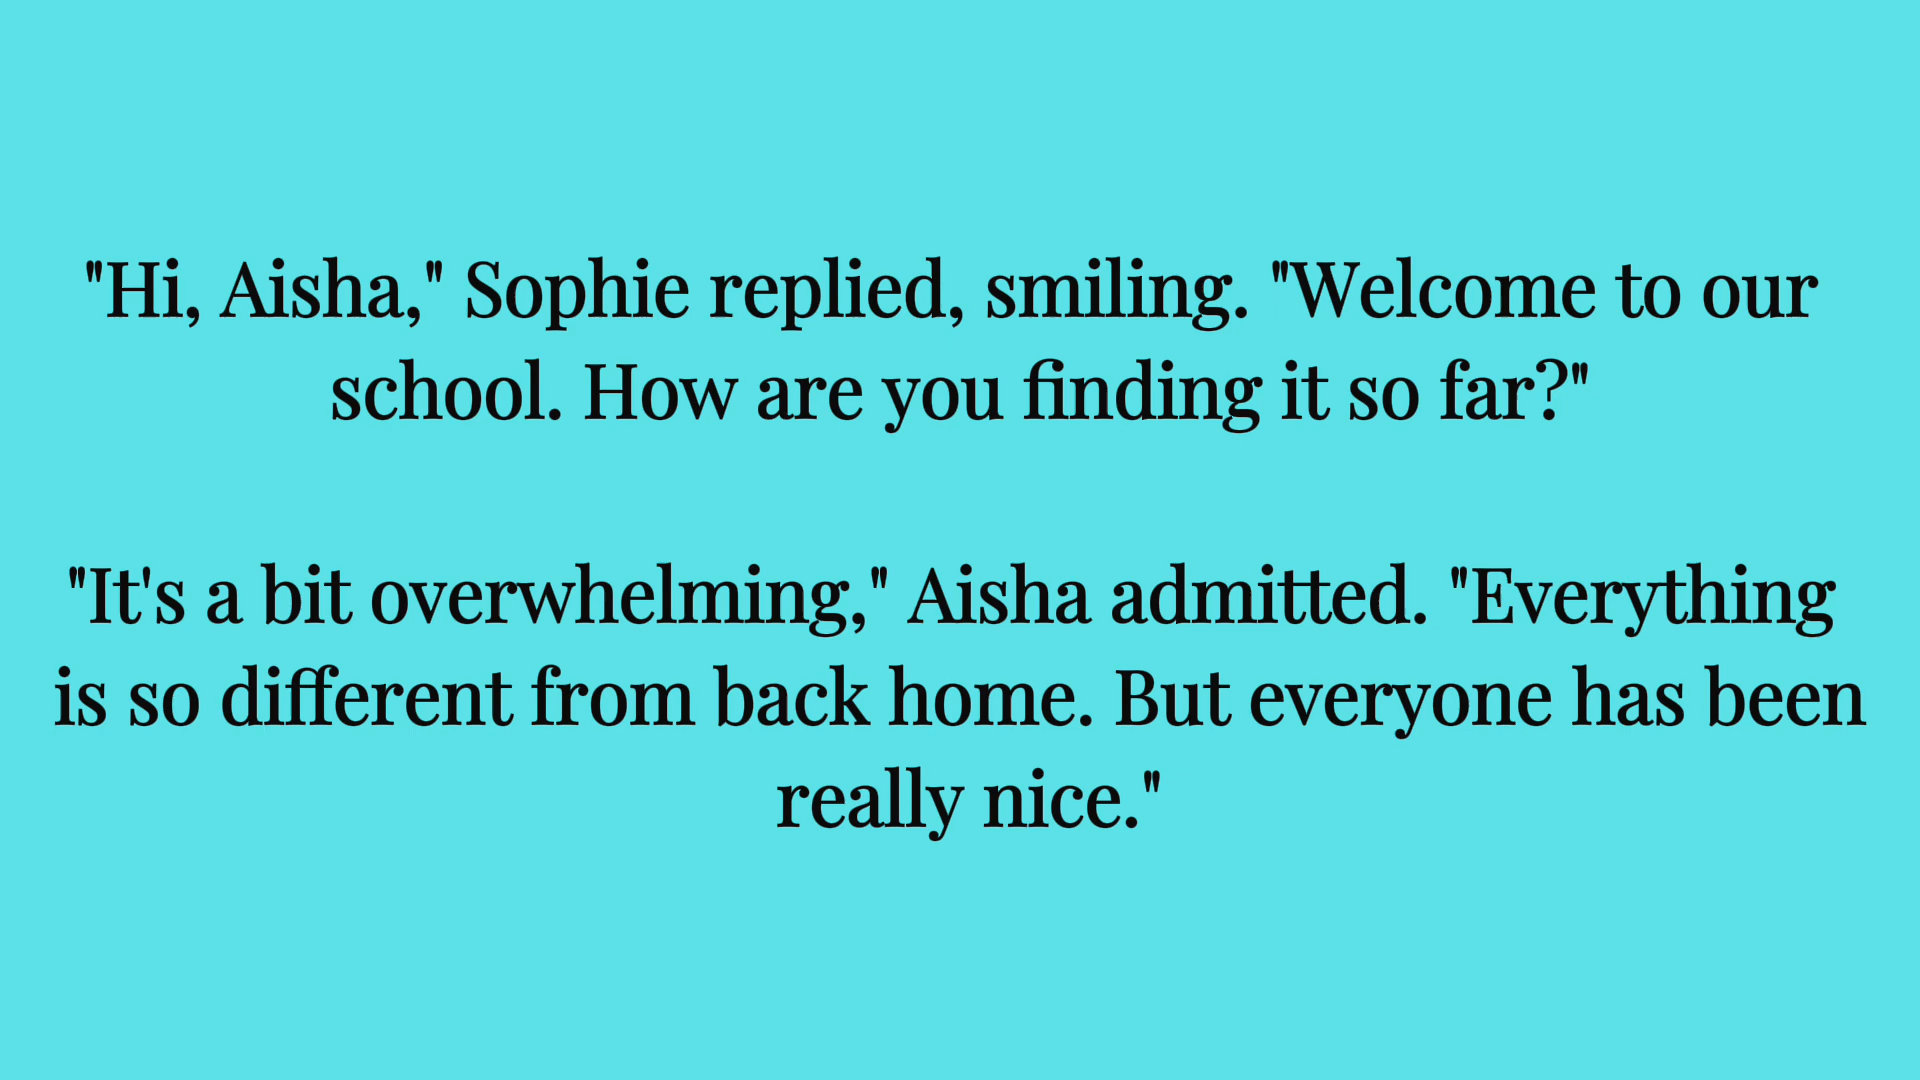 "Hi, Aisha," Sophie replied, smiling. "Welcome to our
school. How are you finding it so far?"
"It's a bit overwhelming," Aisha admitted. "Everything
is so different from back home. But everyone has been
really nice."